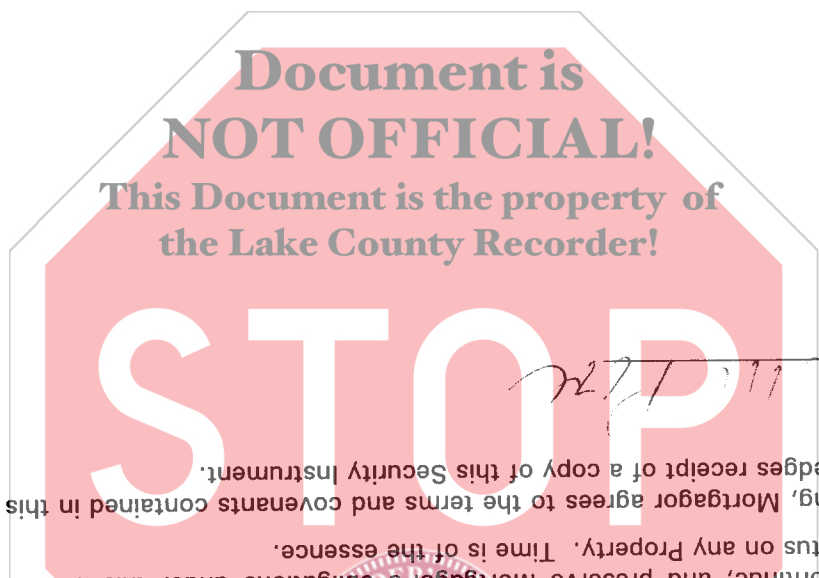 Document is
NOT OFFICIAL!
This Document is the property of
the Lake County Recorder!
STOP
tus on any Property. Time is of the essence.
ng, Mortgagor agrees to the terms and covenants contained in this
edges receipt of a copy of this Security Instrument.